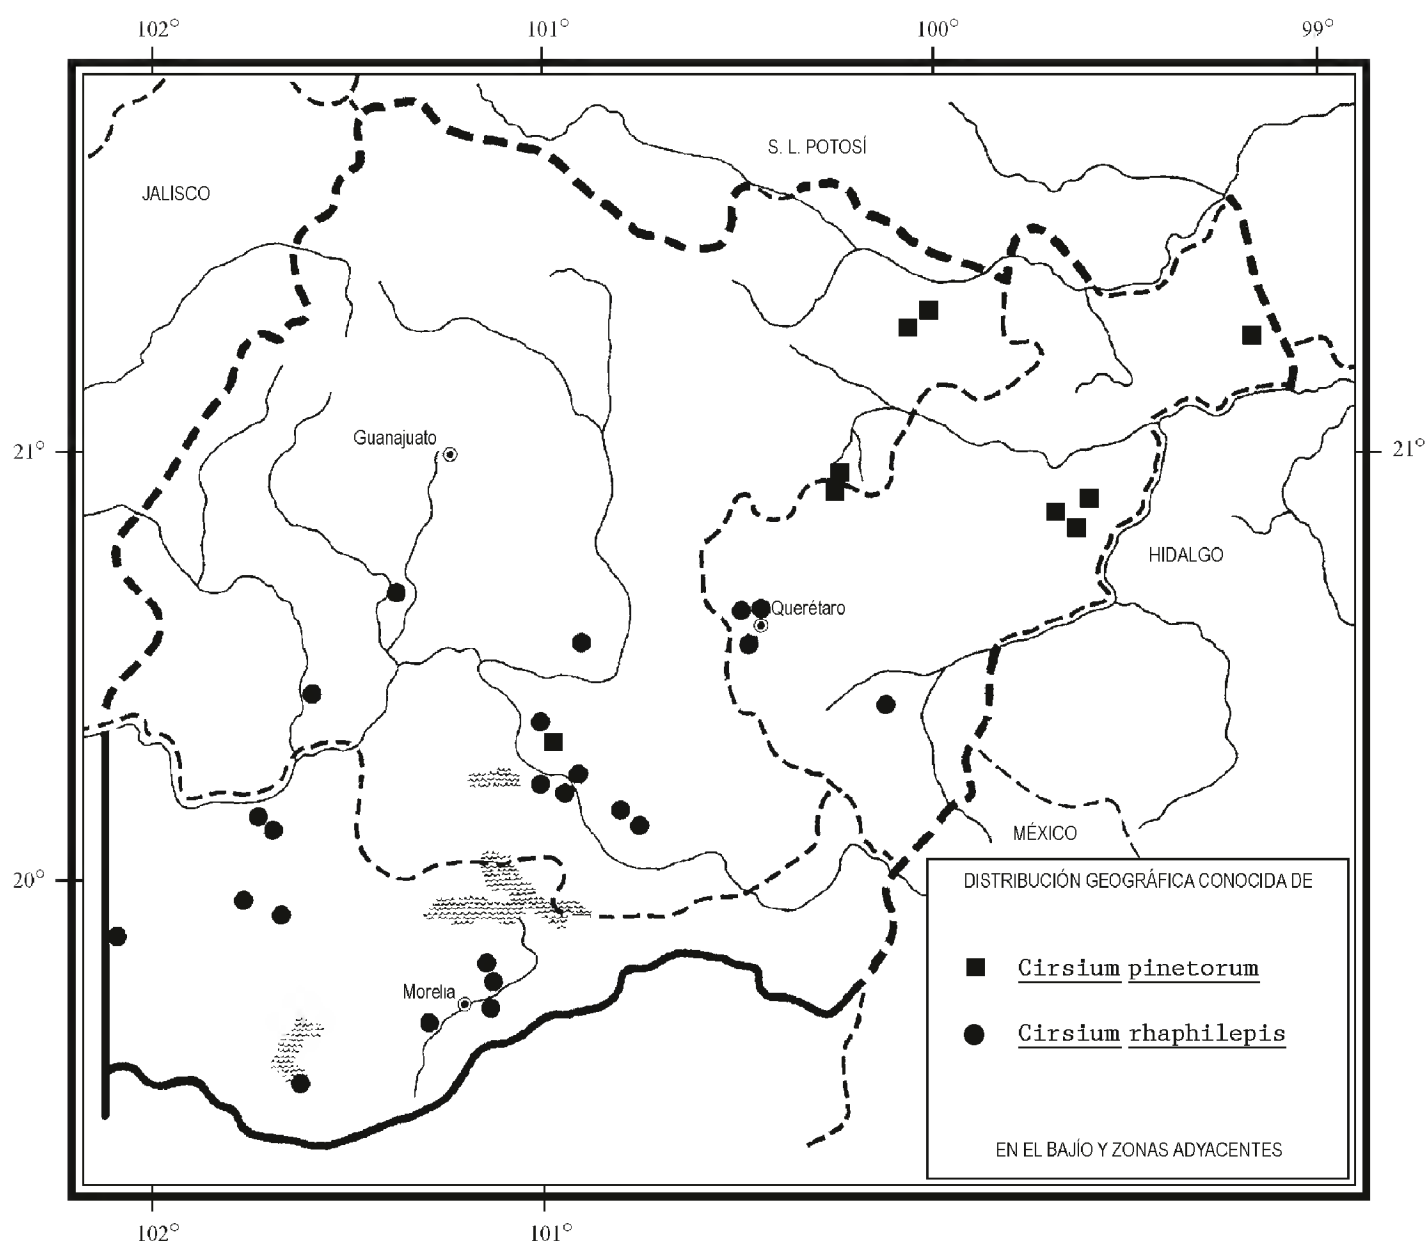 102° 101° 100° 99°
S. L. POTOSÍ
JALISCO
Guanajuato
21° 21°
HIDALGO
Querétaro
MÉXICO
20°
DISTRIBUCIÓN GEOGRÁFICA CONOCIDA DE
Cirsium pinetorum
Morelia
Cirsium rhaphilepis
EN EL BAJÍO Y ZONAS ADYACENTES
102° 101°